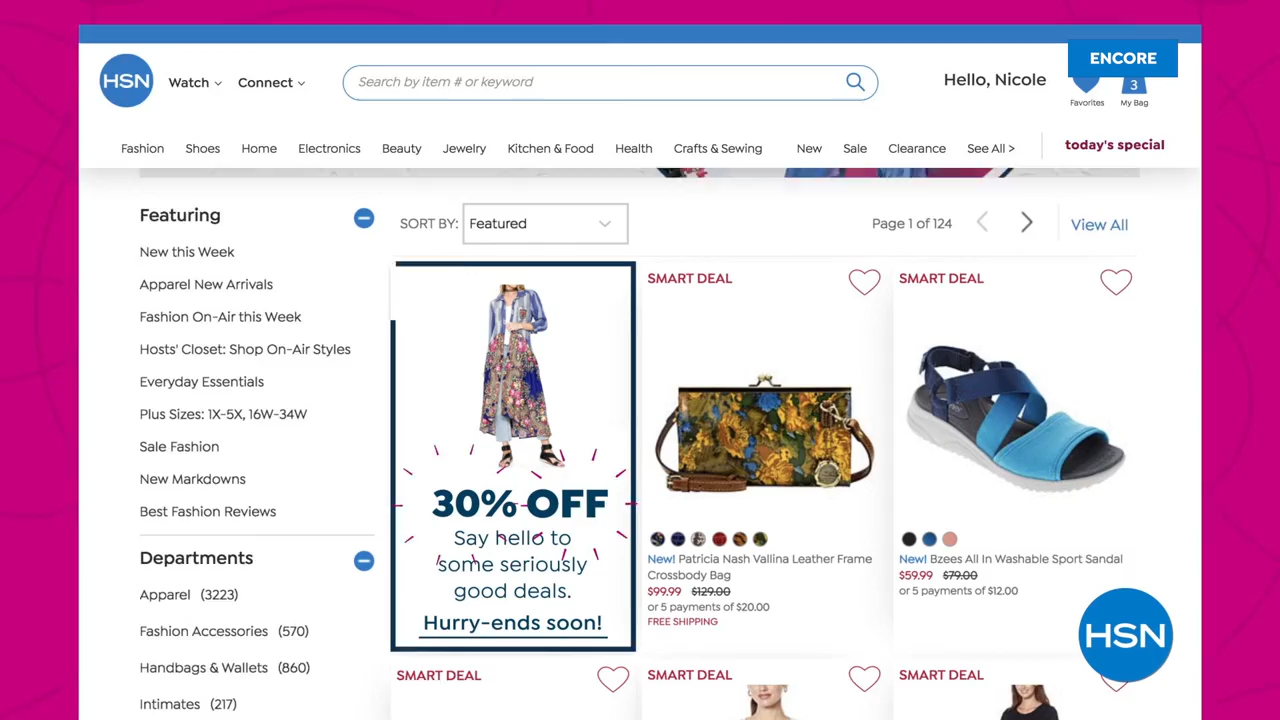 ENCORE
HSN
Watch
Connect
Search by item # or keyword
Hello, Nicole
Favorites
3
My Bag
Fashion
Shoes
Home
Electronics
Beauty
Jewelry
Kitchen & Food
Health
Crafts & Sewing
New
Sale
Clearance
See All >
today's special
Featuring
New this Week
Apparel New Arrivals
Fashion On-Air this Week
Hosts' Closet: Shop On-Air Styles
Everyday Essentials
Plus Sizes: 1X-5X, 16W-34W
Sale Fashion
New Markdowns
Best Fashion Reviews
Departments
Apparel (3223)
Fashion Accessories (570)
Handbags & Wallets (860)
Intimates (217)
SORT BY: Featured
Page 1 of 124
View All
30% OFF
Say hello to
some seriously
good deals.
Hurry-ends soon!
SMART DEAL
New! Patricia Nash Vallina Leather Frame
Crossbody Bag
$99.99 $129.00
or 5 payments of $20.00
FREE SHIPPING
SMART DEAL
New! Bzees All In Washable Sport Sandal
$59.99 $79.00
or 5 payments of $12.00
SMART DEAL
SMART DEAL
SMART DEAL
HSN